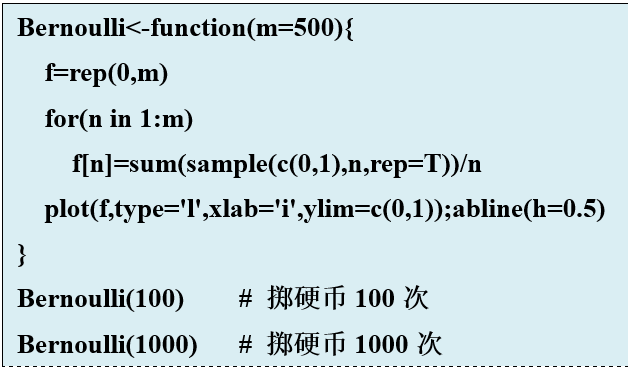 Bernoulli<-function(m=500){
f=rep(0,m)
for(n in 1:m)
f[n]=sum(sample(c(0,1),n,rep=T))/n
plot(f,type='l',xlab='i',ylim=c(0,1));abline(h=0.5)
}
Bernoulli(100) # 掷硬币 100 次
Bernoulli(1000) # 掷硬币 1000 次